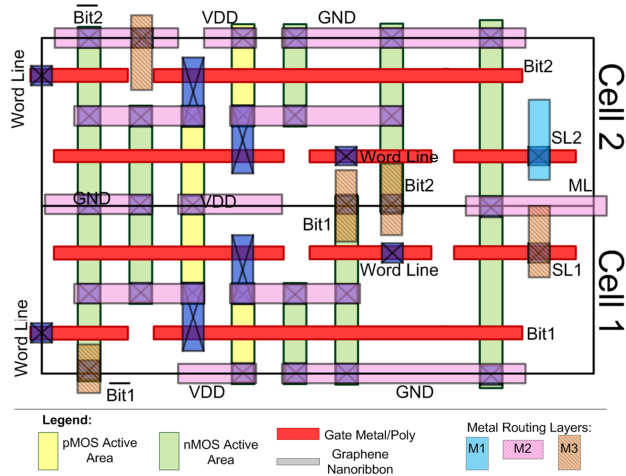 Bit2
VDD
GND
Word Line
Bit2
Cell 2
SL2
Word Line
ML
GND
VDD
Bit2
Bit1
Word Line
SL1
Cell 1
Word Line
Bit1
Bit1
VDD
GND
Legend:
pMOS Active Area
nMOS Active Area
Gate Metal/Poly
Graphene Nanoribbon
Metal Routing Layers:
M1
M2
M3